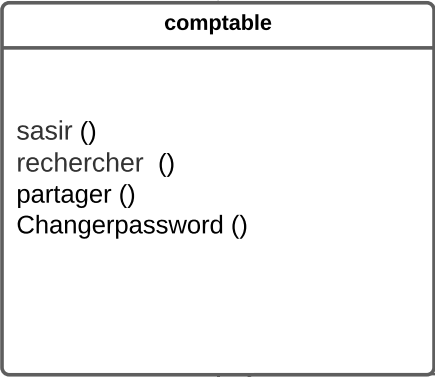 comptable
sasir ()
rechercher  ()
partager ()
Changerpassword ()